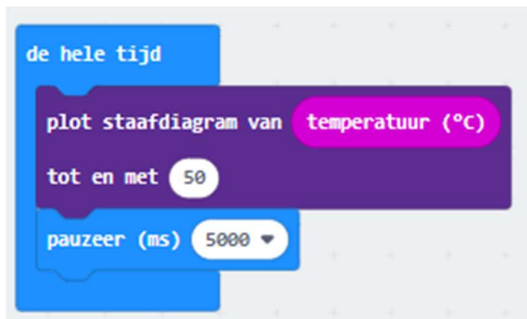 de hele tijd
plot staafdiagram van temperatuur (°C)
tot en met 50
pauzeer (ms) 5000